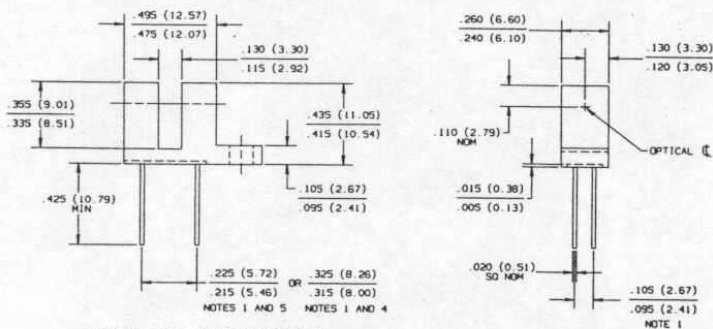 .495 (12.57)
.475 (12.07)
.130 (3.30)
.115 (2.92)
.355 (9.01)
.335 (8.51)
.435 (11.05)
.415 (10.54)
.105 (2.67)
.095 (2.41)
.425 (10.79)
MIN
.225 (5.72) OR .325 (8.26)
.215 (5.46) .315 (8.00)
NOTES 1 AND 5 NOTES 1 AND 4
.260 (6.60)
.240 (6.10)
.130 (3.30)
.120 (3.05)
.110 (2.79)
NOM
OPTICAL ℄
.015 (0.38)
.005 (0.13)
.020 (0.51)
SQ NOM
.105 (2.67)
.095 (2.41)
NOTE 1